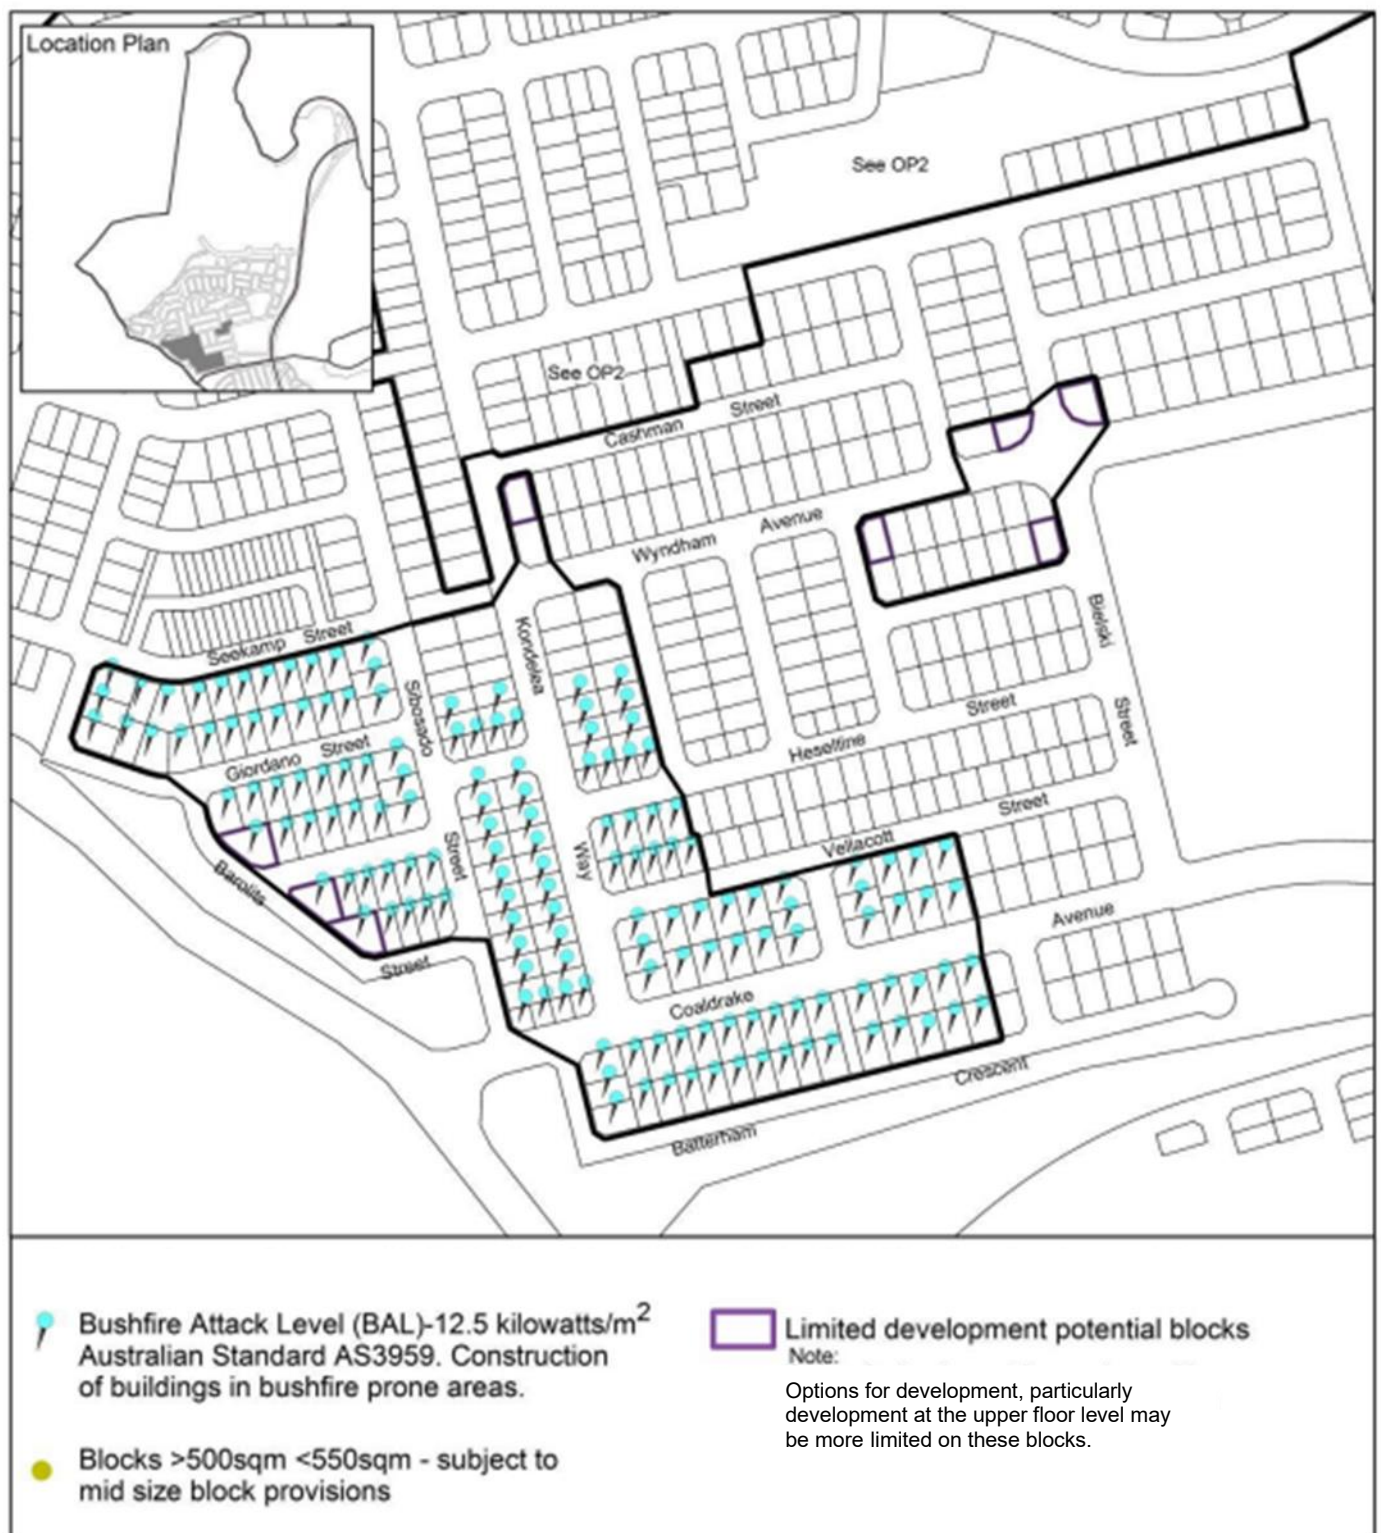 Location Plan
See OP2
See OP2
Cashman Street
Wyndham Avenue
Seekamp Street
Kondelea
Way
Sibosado
Street
Giordano Street
Bielski
Street
Heseltine Street
Vellacott Street
Barolits
Street
Coaldrake Avenue
Batterham Crescent
Bushfire Attack Level (BAL)-12.5 kilowatts/m2
Australian Standard AS3959. Construction
of buildings in bushfire prone areas.
Blocks >500sqm <550sqm - subject to
mid size block provisions
Limited development potential blocks
Note:
Options for development, particularly
development at the upper floor level may
be more limited on these blocks.